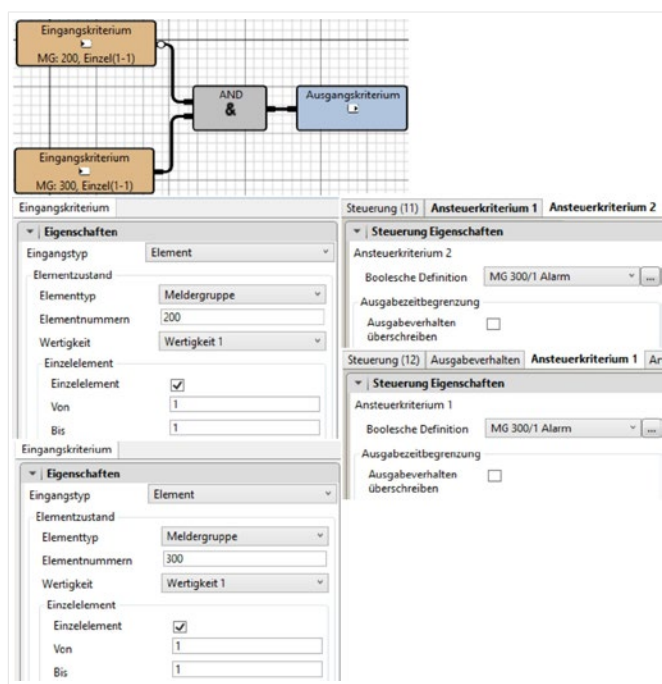 Eingangskriterium
MG: 200, Einzel(1-1)
AND
&
Ausgangskriterium
Eingangskriterium
MG: 300, Einzel(1-1)
Eingangskriterium
Eigenschaften
Eingangstyp Element
Elementzustand
Elementtyp Meldergruppe
Elementnummern 200
Wertigkeit Wertigkeit 1
Einzelelement
Einzelelement
Von 1
Bis 1
Eingangskriterium
Eigenschaften
Eingangstyp Element
Elementzustand
Elementtyp Meldergruppe
Elementnummern 300
Wertigkeit Wertigkeit 1
Einzelelement
Einzelelement
Von 1
Bis 1
Steuerung (11) Ansteuerkriterium 1 Ansteuerkriterium 2
Steuerung Eigenschaften
Ansteuerkriterium 2
Boolesche Definition MG 300/1 Alarm ...
Ausgabezeitbegrenzung
Ausgabeverhalten
überschreiben
Steuerung (12) Ausgabeverhalten Ansteuerkriterium 1 An
Steuerung Eigenschaften
Ansteuerkriterium 1
Boolesche Definition MG 300/1 Alarm ...
Ausgabezeitbegrenzung
Ausgabeverhalten
überschreiben